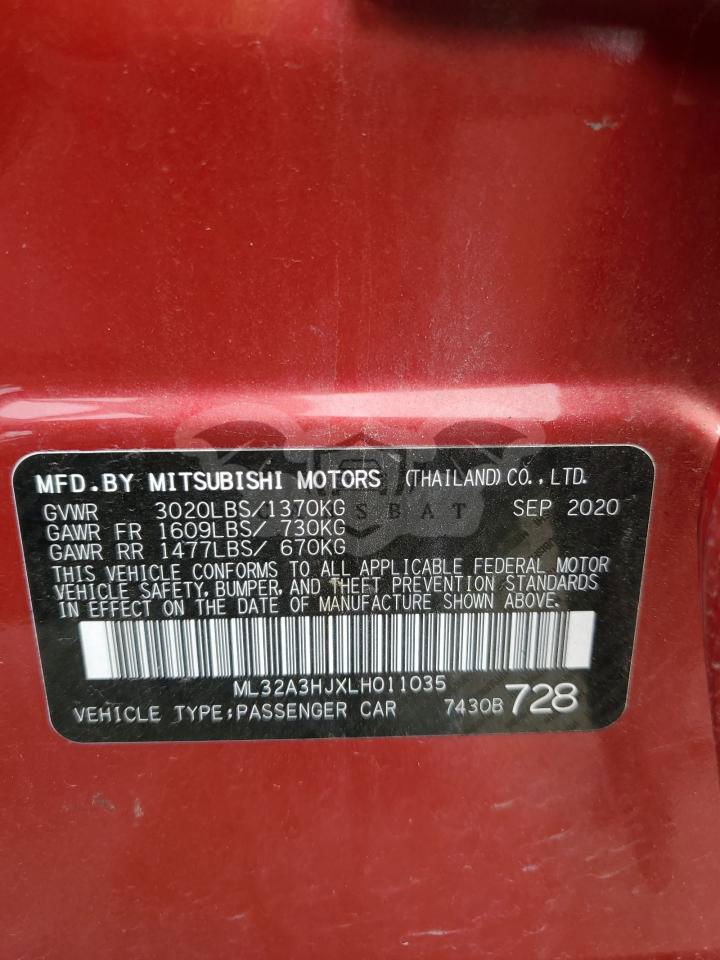 MFD.BY MITSUBISHI MOTORS (THAILAND)CO.,LTD.
GVWR 3020LBS/1370KG SEP 2020
GAWR FR 1609LBS/ 730KG
GAWR RR 1477LBS/ 670KG
THIS VEHICLE CONFORMS TO ALL APPLICABLE FEDERAL MOTOR
VEHICLE SAFETY, BUMPER, AND THEFT PREVENTION STANDARDS
IN EFFECT ON THE DATE OF MANUFACTURE SHOWN ABOVE.
ML32A3HJXLH011035
VEHICLE TYPE;PASSENGER CAR 7430B 728